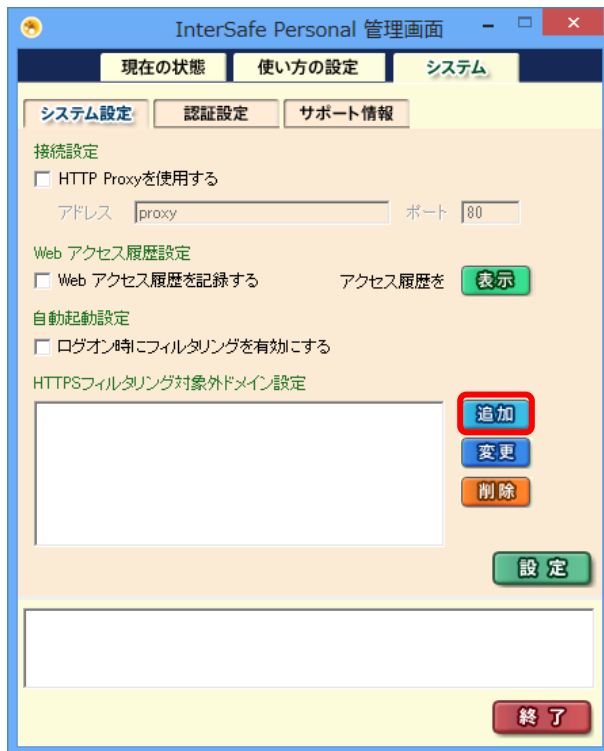 InterSafe Personal 管理画面
現在の状態 使い方の設定 システム
システム設定 認証設定 サポート情報
接続設定
HTTP Proxyを使用する
アドレス proxy ポート 80
Web アクセス履歴設定
Web アクセス履歴を記録する アクセス履歴を 表示
自動起動設定
ログオン時にフィルタリングを有効にする
HTTPSフィルタリング対象外ドメイン設定
追加
変更
削除
設定
終了